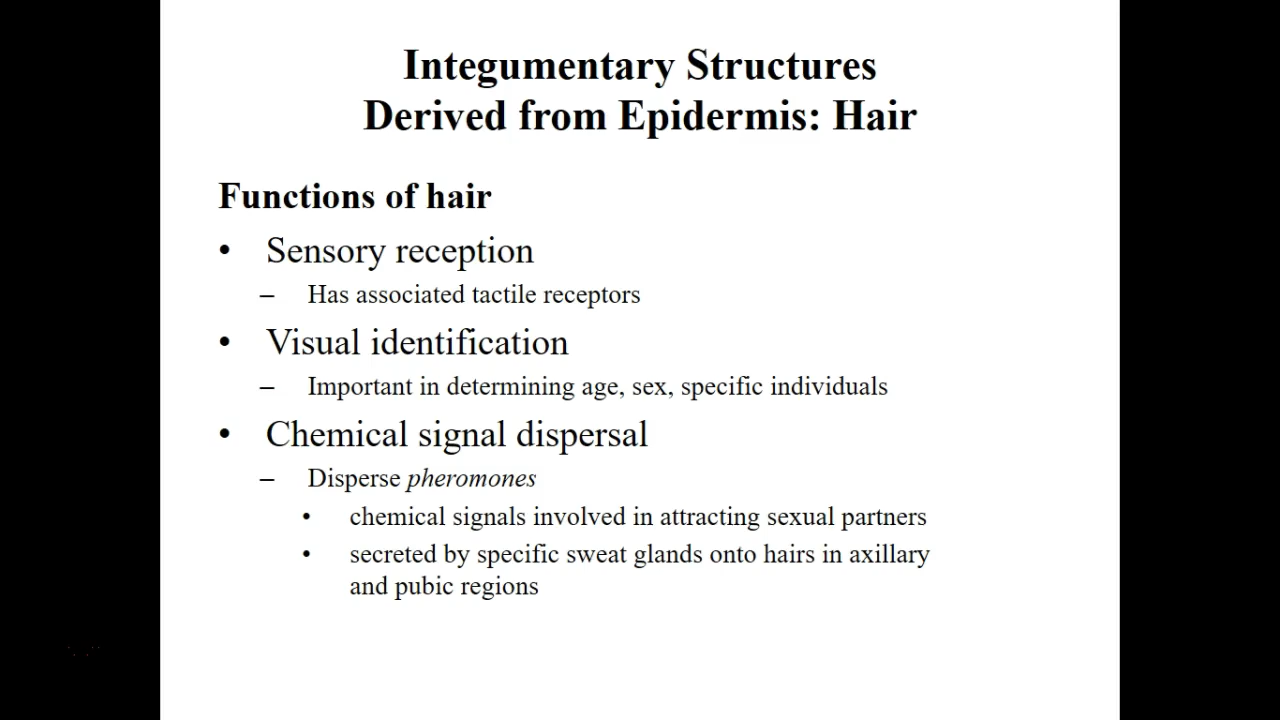 Integumentary Structures
Derived from Epidermis: Hair
Functions of hair
• Sensory reception
– Has associated tactile receptors
• Visual identification
– Important in determining age, sex, specific individuals
• Chemical signal dispersal
– Disperse pheromones
• chemical signals involved in attracting sexual partners
• secreted by specific sweat glands onto hairs in axillary
and pubic regions